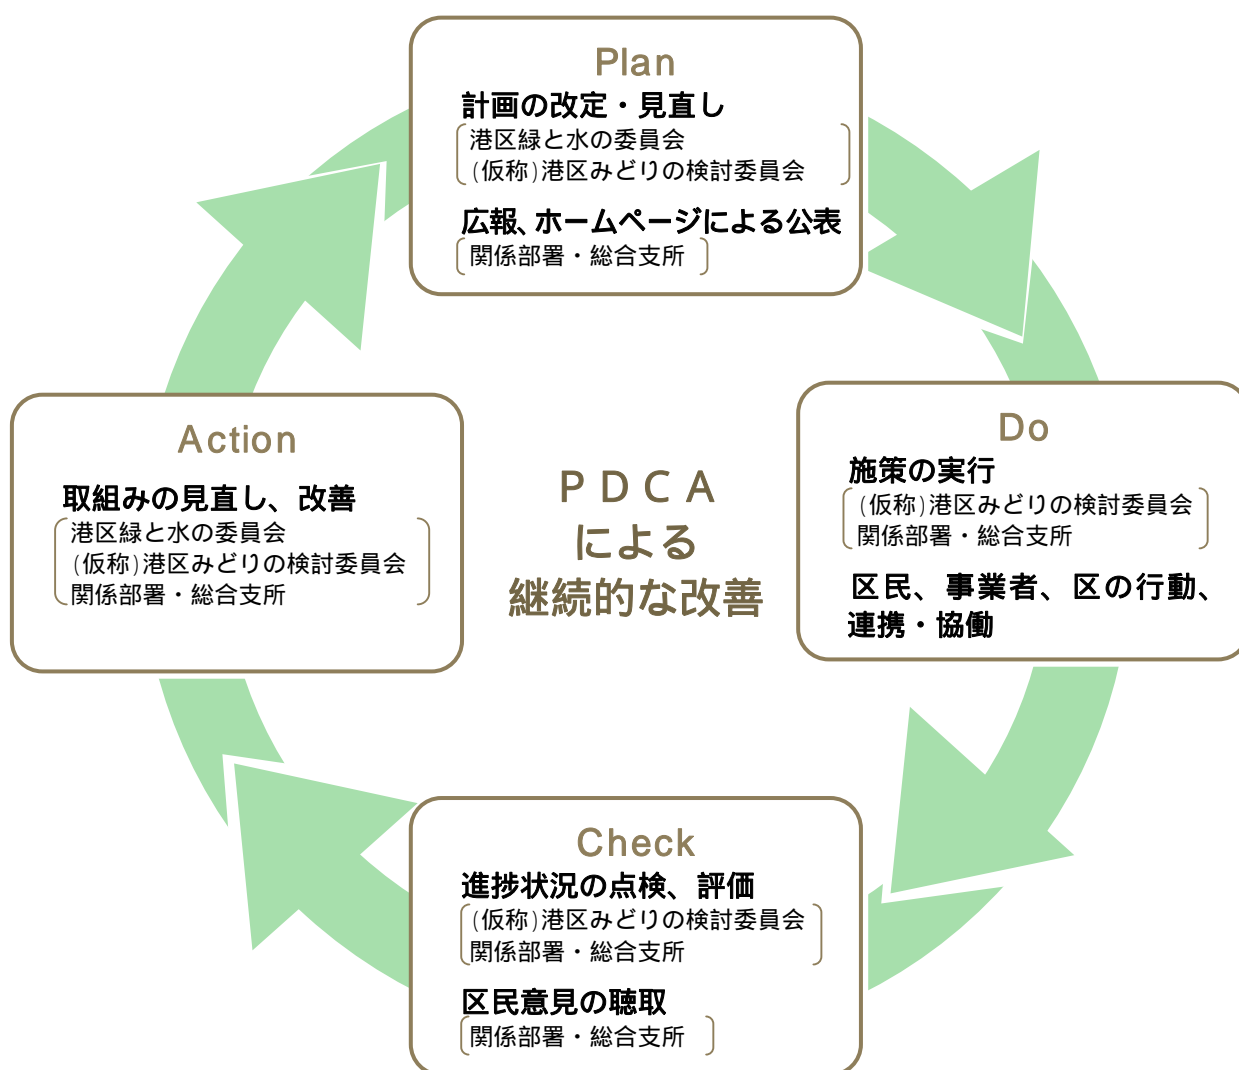 Plan
計画の改定・見直し
港区緑と水の委員会
(仮称)港区みどりの検討委員会
広報、ホームページによる公表
関係部署・総合支所
Do
施策の実行
(仮称)港区みどりの検討委員会
関係部署・総合支所
区民、事業者、区の行動、
連携・協働
Check
進捗状況の点検、評価
(仮称)港区みどりの検討委員会
関係部署・総合支所
区民意見の聴取
関係部署・総合支所
Action
取組みの見直し、改善
港区緑と水の委員会
(仮称)港区みどりの検討委員会
関係部署・総合支所
ＰＤＣＡ
による
継続的な改善